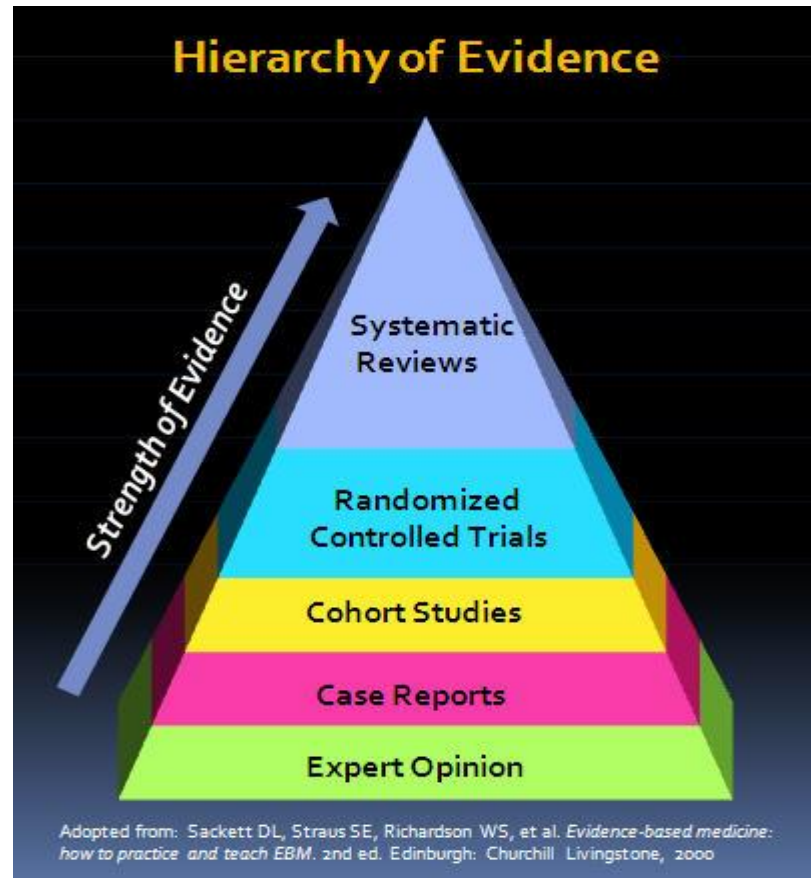 Hierarchy of Evidence
Strength of Evidence
Systematic
Reviews
Randomized
Controlled Trials
Cohort Studies
Case Reports
Expert Opinion
Adopted from: Sackett DL, Straus SE, Richardson WS, et al. Evidence-based medicine:
how to practice and teach EBM. 2nd ed. Edinburgh: Churchill Livingstone, 2000